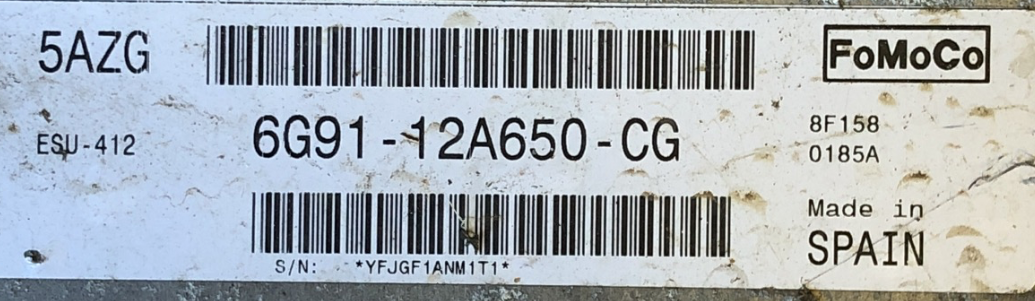 5AZG
FoMoCo
ESU-412
6G91-12A650-CG
8F158
0185A
Made in
SPAIN
S/N: *YFJGF1ANM1T1*